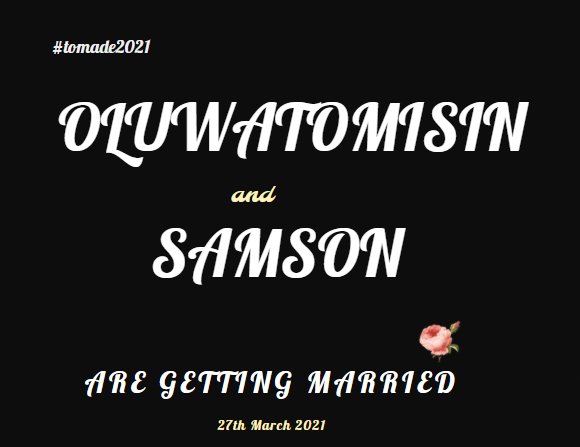 #tomade2021
OLUWATOMISIN
and
SAMSON
ARE GETTING MARRIED
27th March 2021